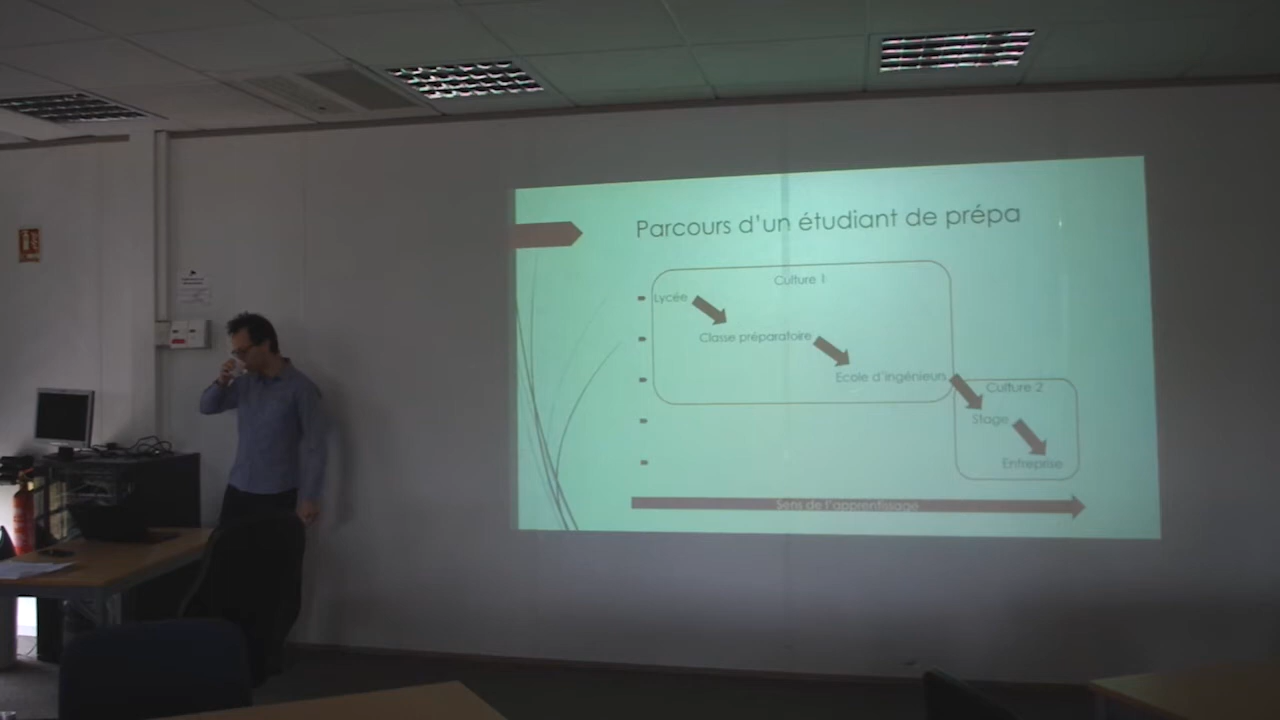 Parcours d'un étudiant de prépa
Culture 1
Lycée
Classe préparatoire
Ecole d'ingénieurs
Culture 2
Stage
Entreprise
Sens de l'apprentissage